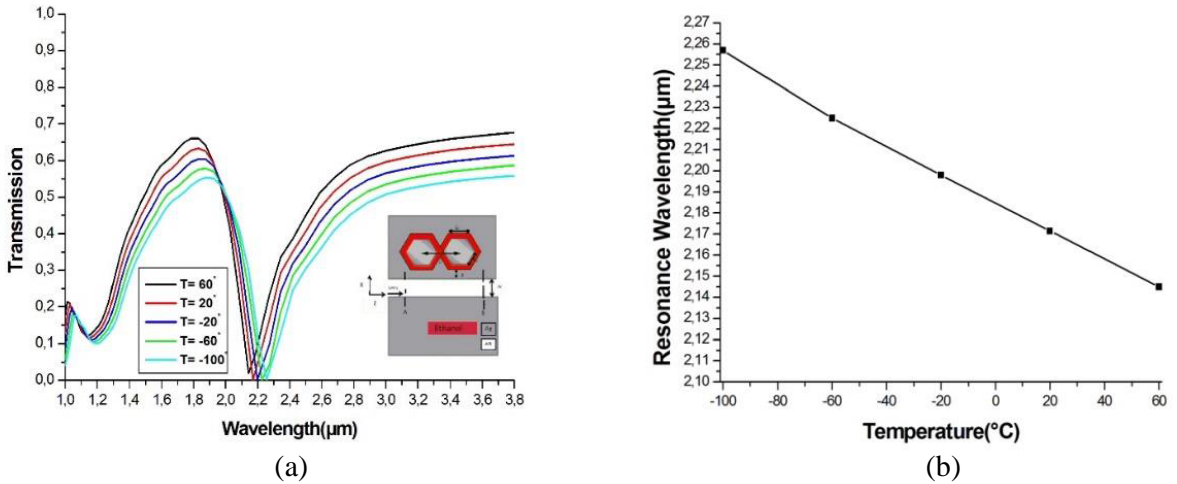 1,0
0,9
0,8
0,7
0,6
0,5
0,4
0,3
0,2
0,1
0,0
Transmission
T= 60°
T= 20°
T= -20°
T= -60°
T= -100°
Ethanol
Ag
1,0 1,2 1,4 1,6 1,8 2,0 2,2 2,4 2,6 2,8 3,0 3,2 3,4 3,6 3,8
Wavelength(μm)
(a)
2,27
2,26
2,25
2,24
2,23
2,22
2,21
2,20
2,19
2,18
2,17
2,16
2,15
2,14
2,13
2,12
2,11
2,10
Resonance Wavelength(μm)
-100 -80 -60 -40 -20 0 20 40 60
Temperature(°C)
(b)